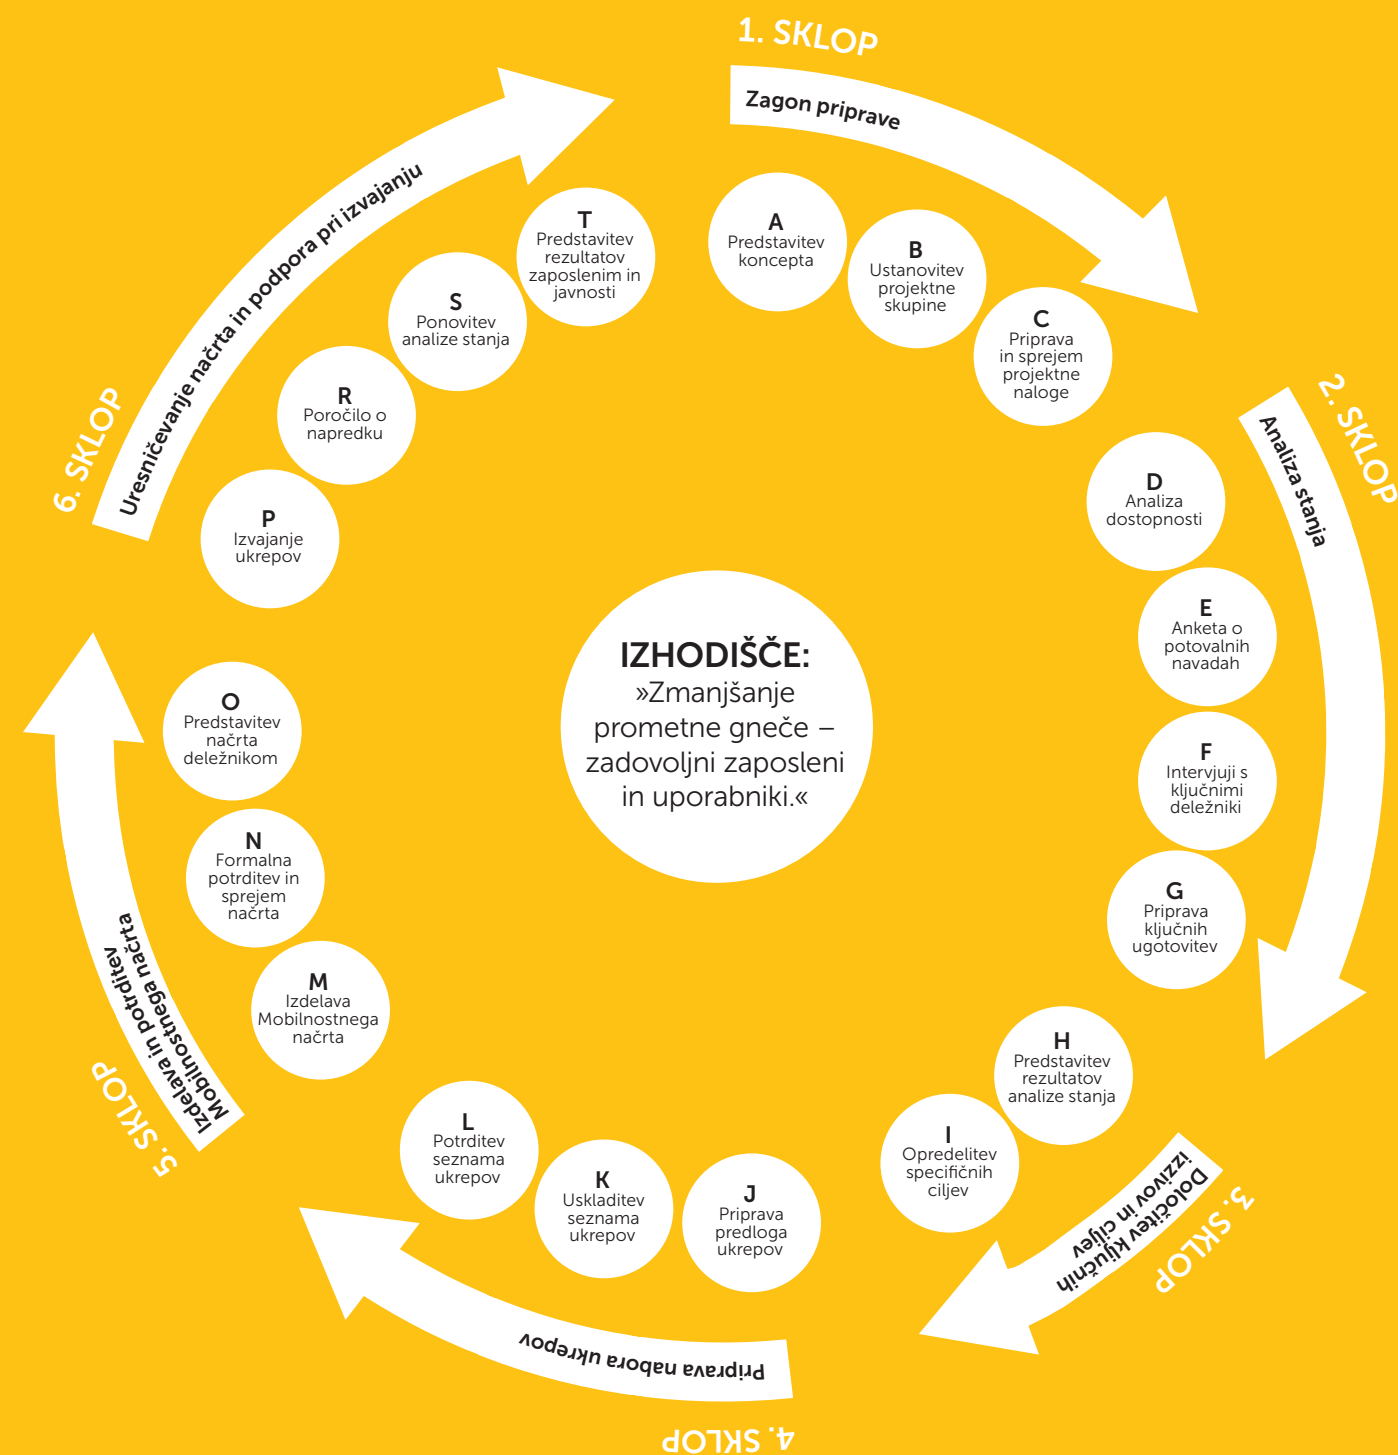 1. SKLOP
Zagon priprave
A
Predstavitev
koncepta
B
Ustanovitev
projektne
skupine
C
Priprava
in sprejem
projektne
naloge
2. SKLOP
Analiza stanja
D
Analiza
dostopnosti
E
Anketa o
potovalnih
navadah
F
Intervjuji s
ključnimi
deležniki
G
Priprava
ključnih
ugotovitev
3. SKLOP
Določitev ključnih
izzivov in ciljev
H
Predstavitev
rezultatov
analize stanja
I
Opredelitev
specifičnih
ciljev
4. SKLOP
Priprava nabora ukrepov
J
Priprava
predloga
ukrepov
K
Uskladitev
seznama
ukrepov
L
Potrditev
seznama
ukrepov
5. SKLOP
Izdelava in potrditev
Mobilnostnega načrta
M
Izdelava
Mobilnostnega
načrta
N
Formalna
potrditev in
sprejem
načrta
O
Predstavitev
načrta
deležnikom
6. SKLOP
Uresničevanje načrta in podpora pri izvajanju
P
Izvajanje
ukrepov
R
Poročilo o
napredku
S
Ponovitev
analize stanja
T
Predstavitev
rezultatov
zaposlenim in
javnosti
IZHODIŠČE:
»Zmanjšanje
prometne gneče –
zadovoljni zaposleni
in uporabniki.«